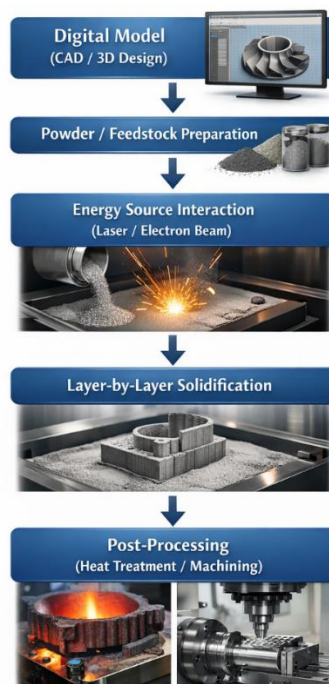 Digital Model
(CAD / 3D Design)
Powder / Feedstock Preparation
Energy Source Interaction
(Laser / Electron Beam)
Layer-by-Layer Solidification
Post-Processing
(Heat Treatment / Machining)